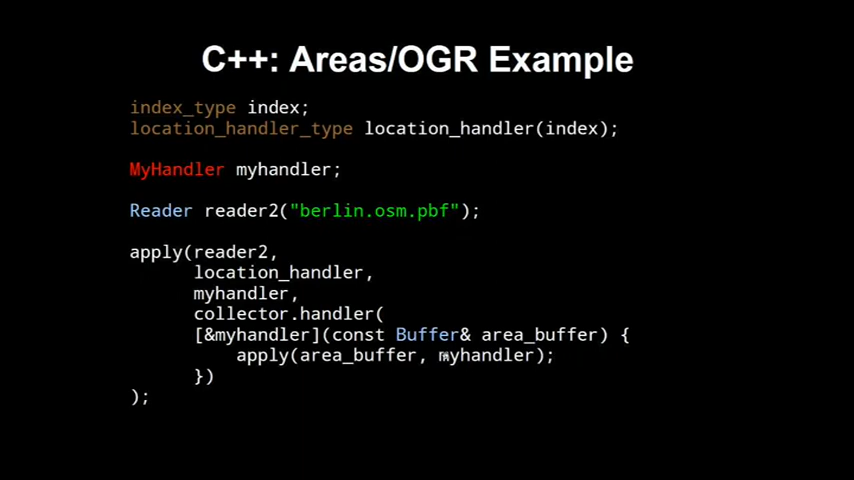 C++: Areas/OGR Example
index_type index;
location_handler_type location_handler(index);
MyHandler myhandler;
Reader reader2("berlin.osm.pbf");
apply(reader2,
location_handler,
myhandler,
collector.handler(
[&myhandler](const Buffer& area_buffer) {
apply(area_buffer, myhandler);
})
);